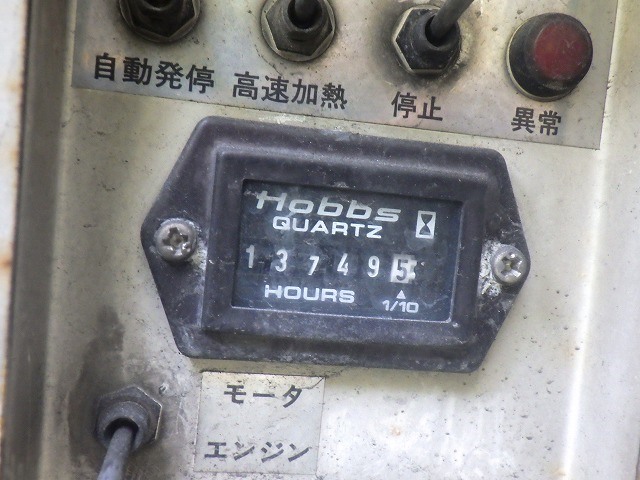 自動発停 高速加熱 停止 異常
Hobbs
QUARTZ
137495
HOURS 1/10
モータ
エンジン